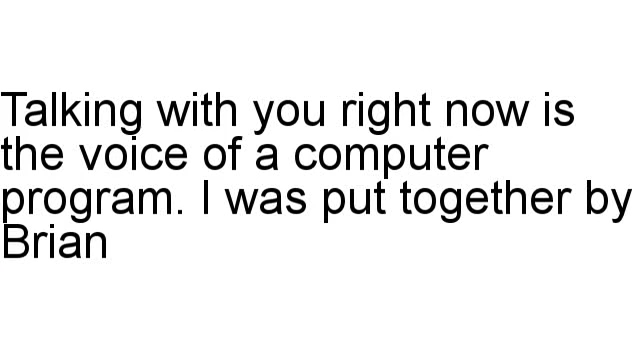 Talking with you right now is
the voice of a computer
program. I was put together by
Brian